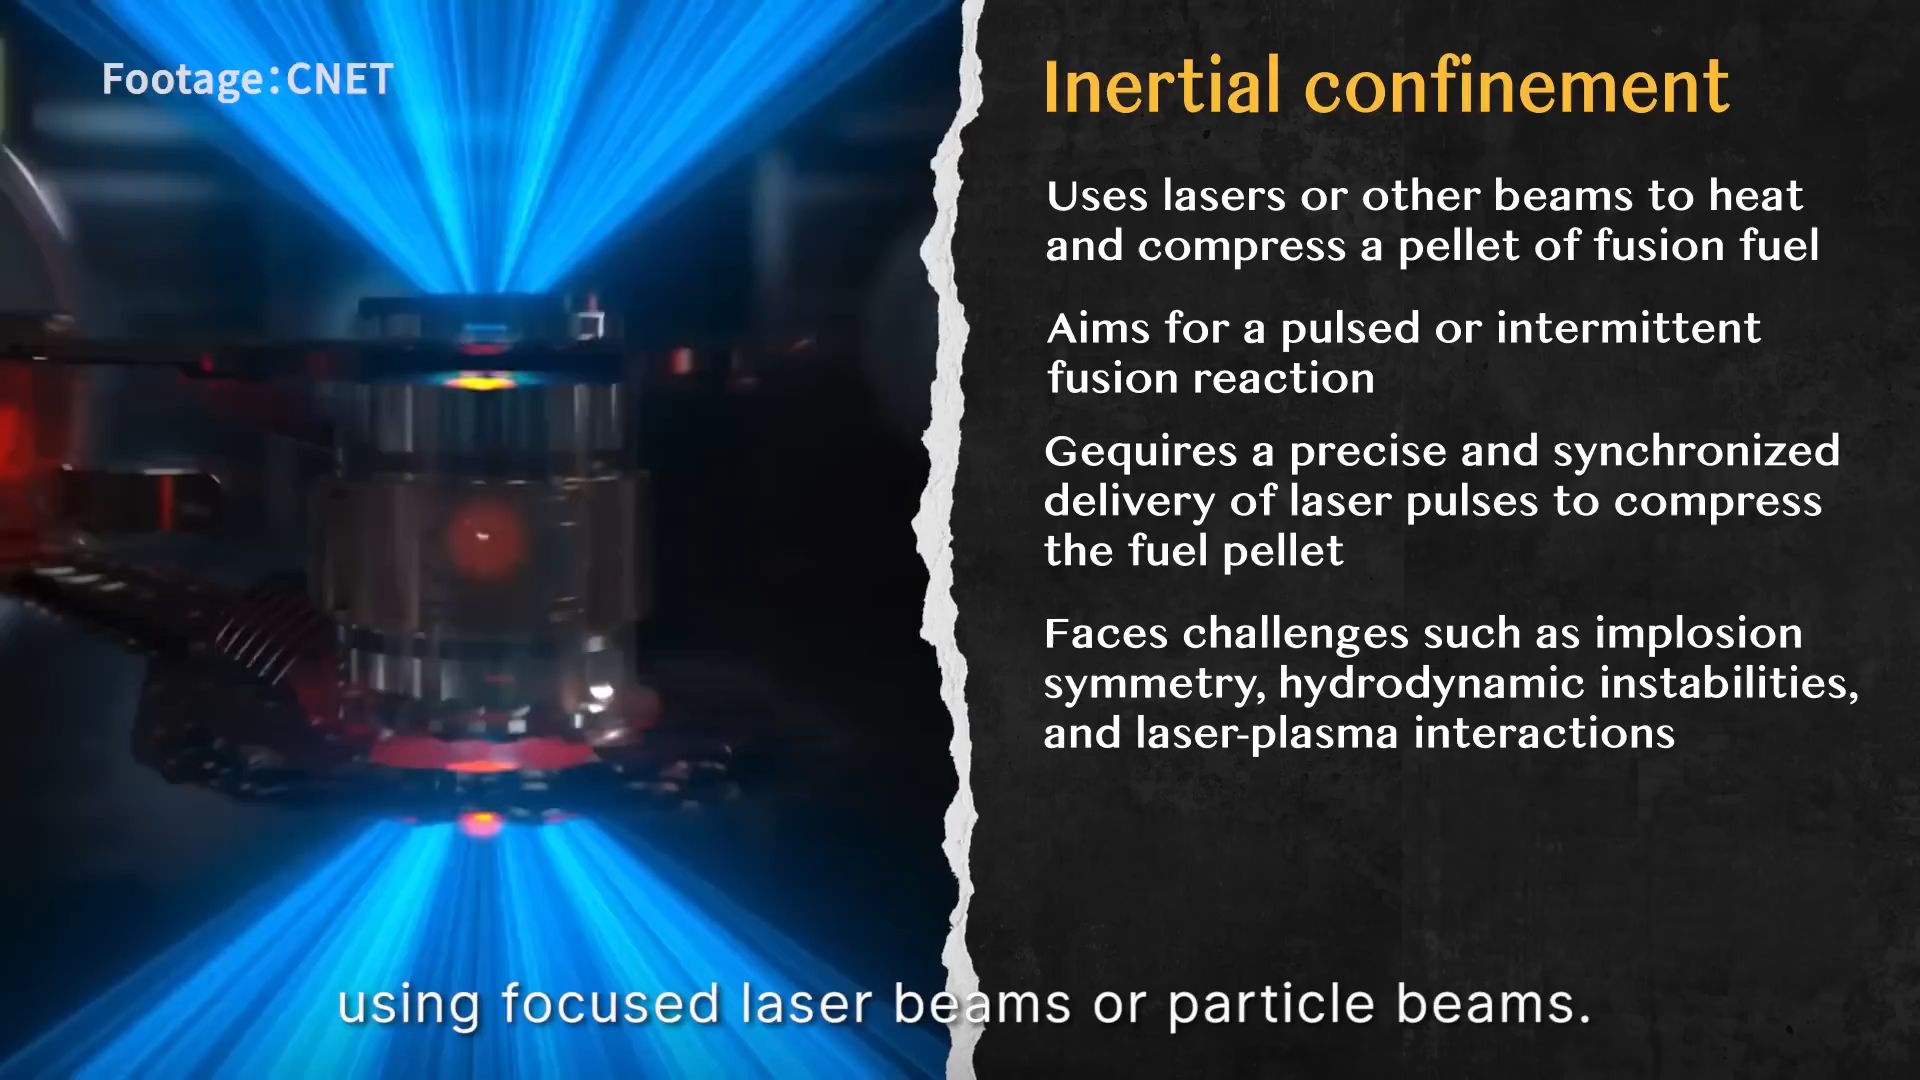 Footage:CNET
Inertial confinement
Uses lasers or other beams to heat
and compress a pellet of fusion fuel
Aims for a pulsed or intermittent
fusion reaction
Gequires a precise and synchronized
delivery of laser pulses to compress
the fuel pellet
Faces challenges such as implosion
symmetry, hydrodynamic instabilities,
and laser-plasma interactions
using focused laser beams or particle beams.